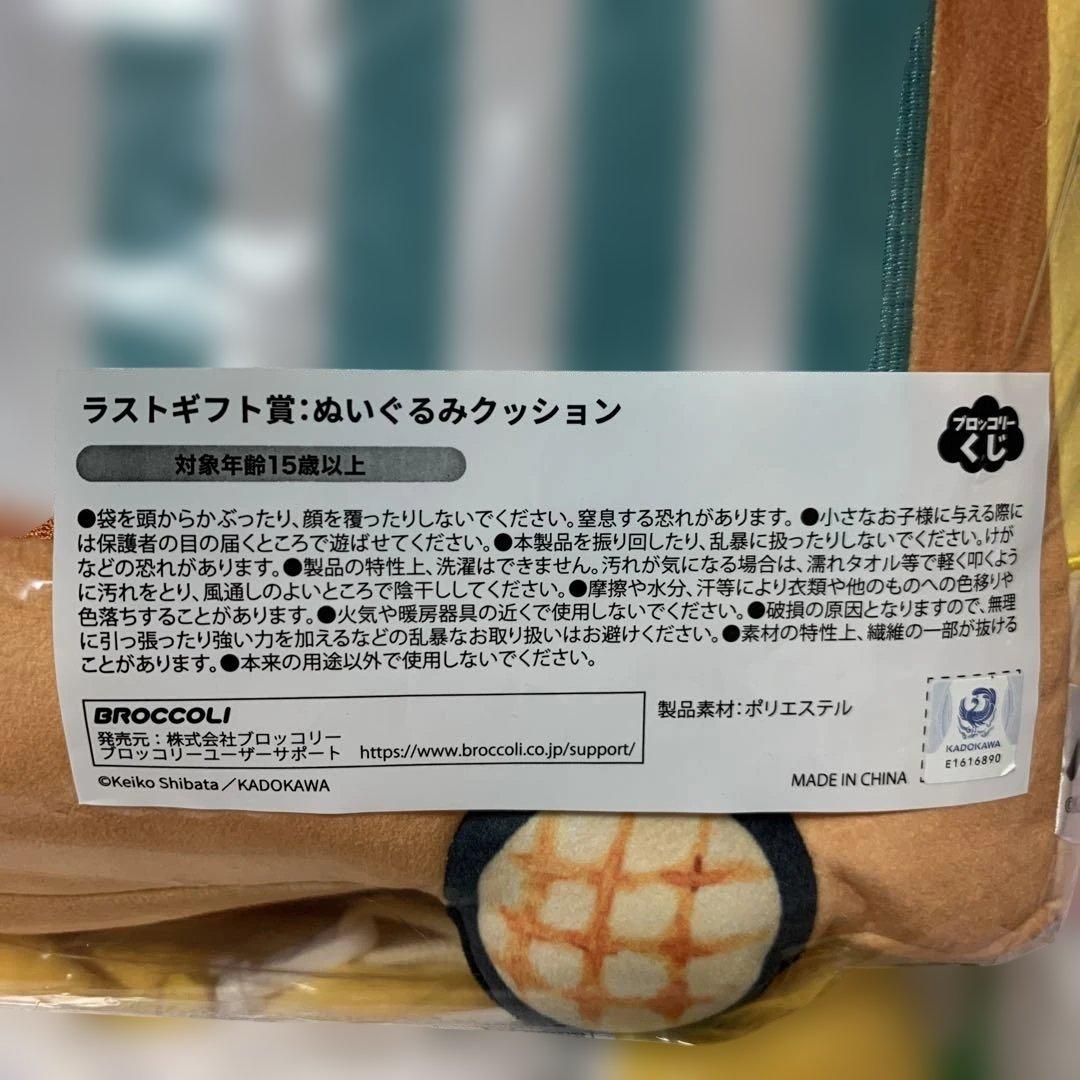 ラストギフト賞：ぬいぐるみクッション
ブロッコリー
くじ
対象年齢15歳以上
●袋を頭からかぶったり、顔を覆ったりしないでください。窒息する恐れがあります。●小さなお子様に与える際に
は保護者の目の届くところで遊ばせてください。●本製品を振り回したり、乱暴に扱ったりしないでください。けが
などの恐れがあります。●製品の特性上、洗濯はできません。汚れが気になる場合は、濡れタオル等で軽く叩くよう
に汚れをとり、風通しのよいところで陰干ししてください。●摩擦や水分、汗等により衣類や他のものへの色移りや
色落ちすることがあります。●火気や暖房器具の近くで使用しないでください。●破損の原因となりますので、無理
に引っ張ったり強い力を加えるなどの乱暴なお取り扱いはお避けください。●素材の特性上、繊維の一部が抜ける
ことがあります。●本来の用途以外で使用しないでください。
BROCCOLI
発売元：株式会社ブロッコリー
ブロッコリーユーザーサポート https://www.broccoli.co.jp/support/
製品素材：ポリエステル
KADOKAWA
E1616890
MADE IN CHINA
©Keiko Shibata／KADOKAWA